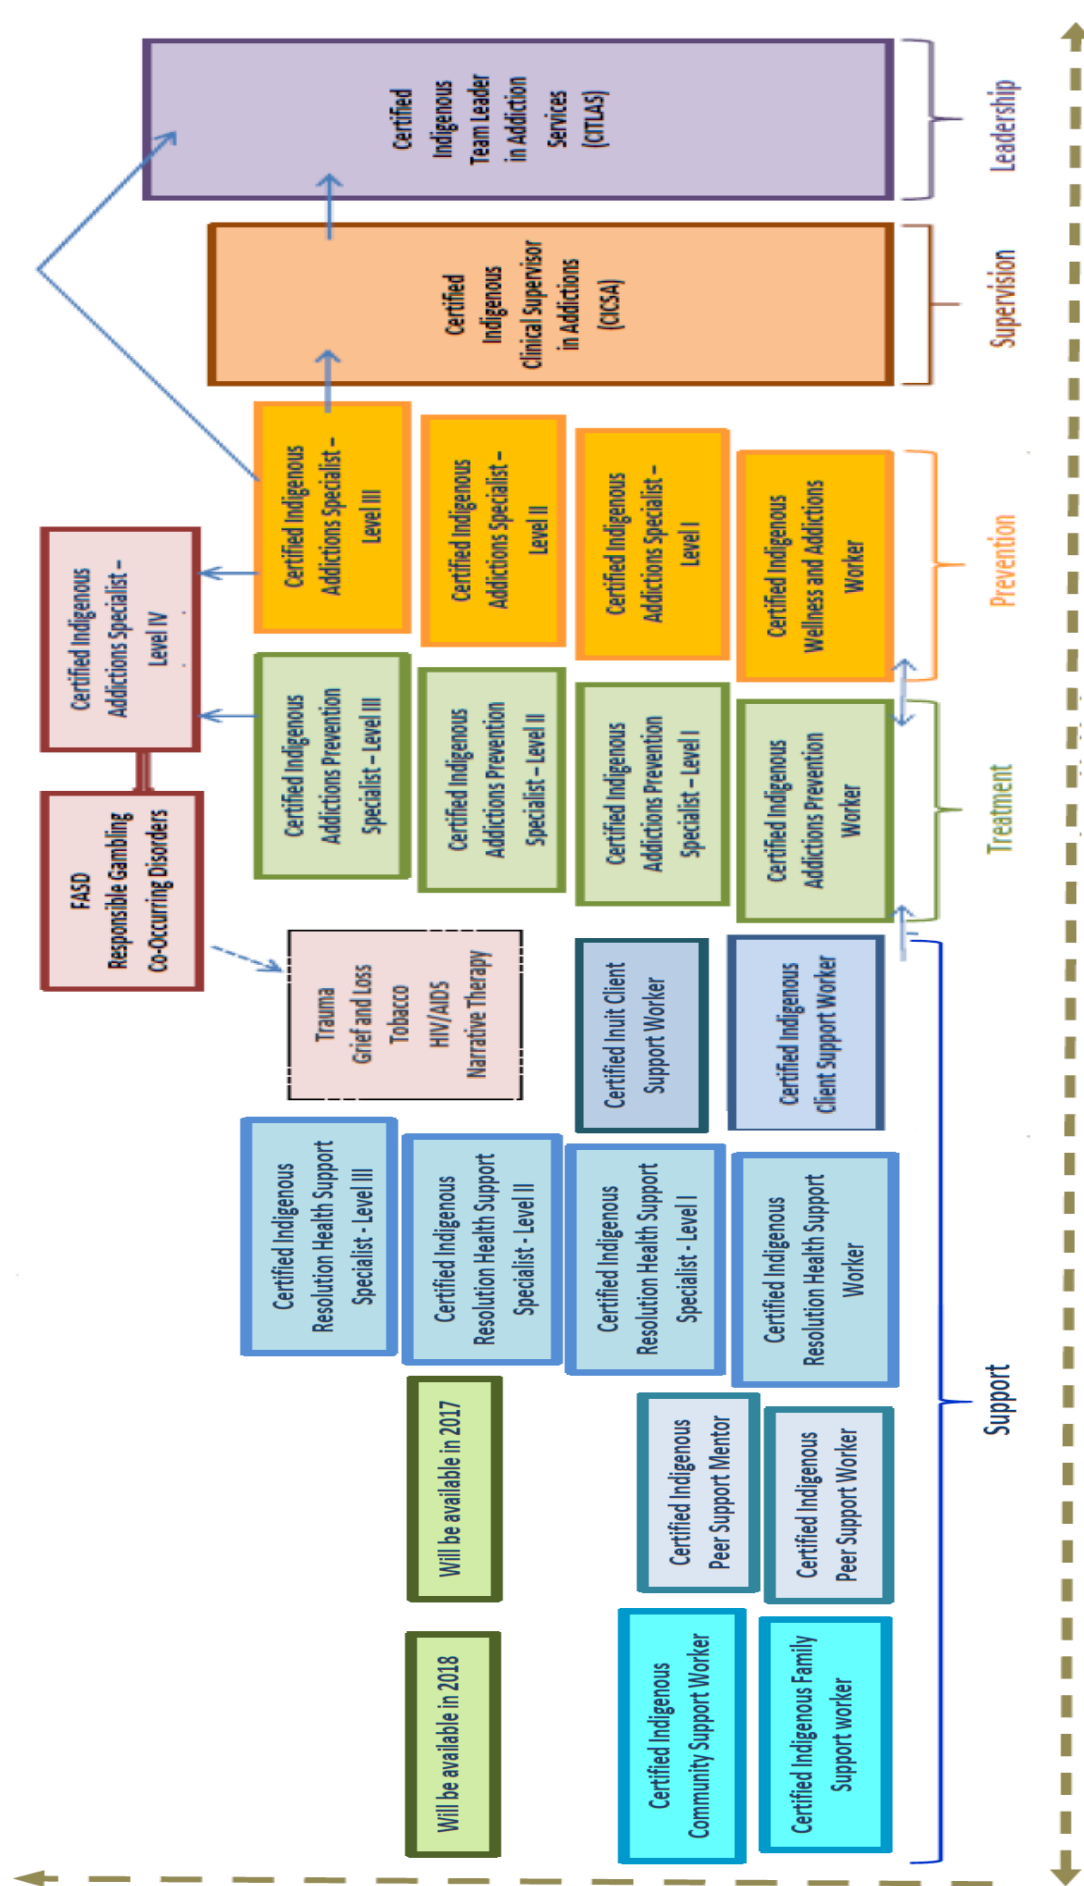 Will be available in 2018
Certified Indigenous
Community Support Worker
Certified Indigenous Family
Support worker
Will be available in 2017
Certified Indigenous
Peer Support Mentor
Certified Indigenous
Peer Support Worker
Certified Indigenous
Resolution Health Support
Specialist - Level III
Certified Indigenous
Resolution Health Support
Specialist - Level II
Certified Indigenous
Resolution Health Support
Specialist - Level I
Certified Indigenous
Resolution Health Support
Worker
FASD
Responsible Gambling
Co-Occurring Disorders
Trauma
Grief and Loss
Tobacco
HIV/AIDS
Narrative Therapy
Certified Inuit Client
Support Worker
Certified Indigenous
Client Support Worker
Certified Indigenous
Addictions Specialist –
Level IV
Certified Indigenous
Addictions Prevention
Specialist – Level III
Certified Indigenous
Addictions Prevention
Specialist – Level II
Certified Indigenous
Addictions Prevention
Specialist – Level I
Certified Indigenous
Addictions Prevention
Worker
Certified Indigenous
Addictions Specialist –
Level III
Certified Indigenous
Addictions Specialist –
Level II
Certified Indigenous
Addictions Specialist –
Level I
Certified Indigenous
Wellness and Addictions
Worker
Certified
Indigenous
Clinical Supervisor
in Addictions
(CICSA)
Certified
Indigenous
Team Leader
in Addiction
Services
(CITLAS)
Support
Treatment
Prevention
Supervision
Leadership